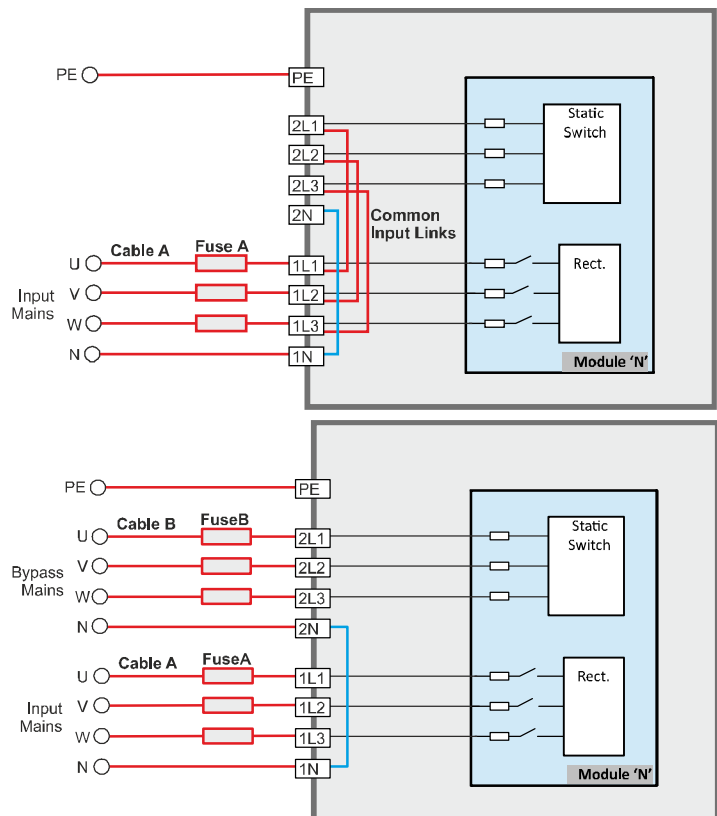 PE
PE
2L1
2L2
2L3
2N
Static
Switch
Common
Input Links
Cable A
Fuse A
U
V
W
N
Input
Mains
1L1
1L2
1L3
1N
Rect.
Module ‘N’
PE
PE
Cable B
FuseB
U
V
W
N
Bypass
Mains
2L1
2L2
2L3
2N
Static
Switch
Cable A
FuseA
U
V
W
N
Input
Mains
1L1
1L2
1L3
1N
Rect.
Module ‘N’